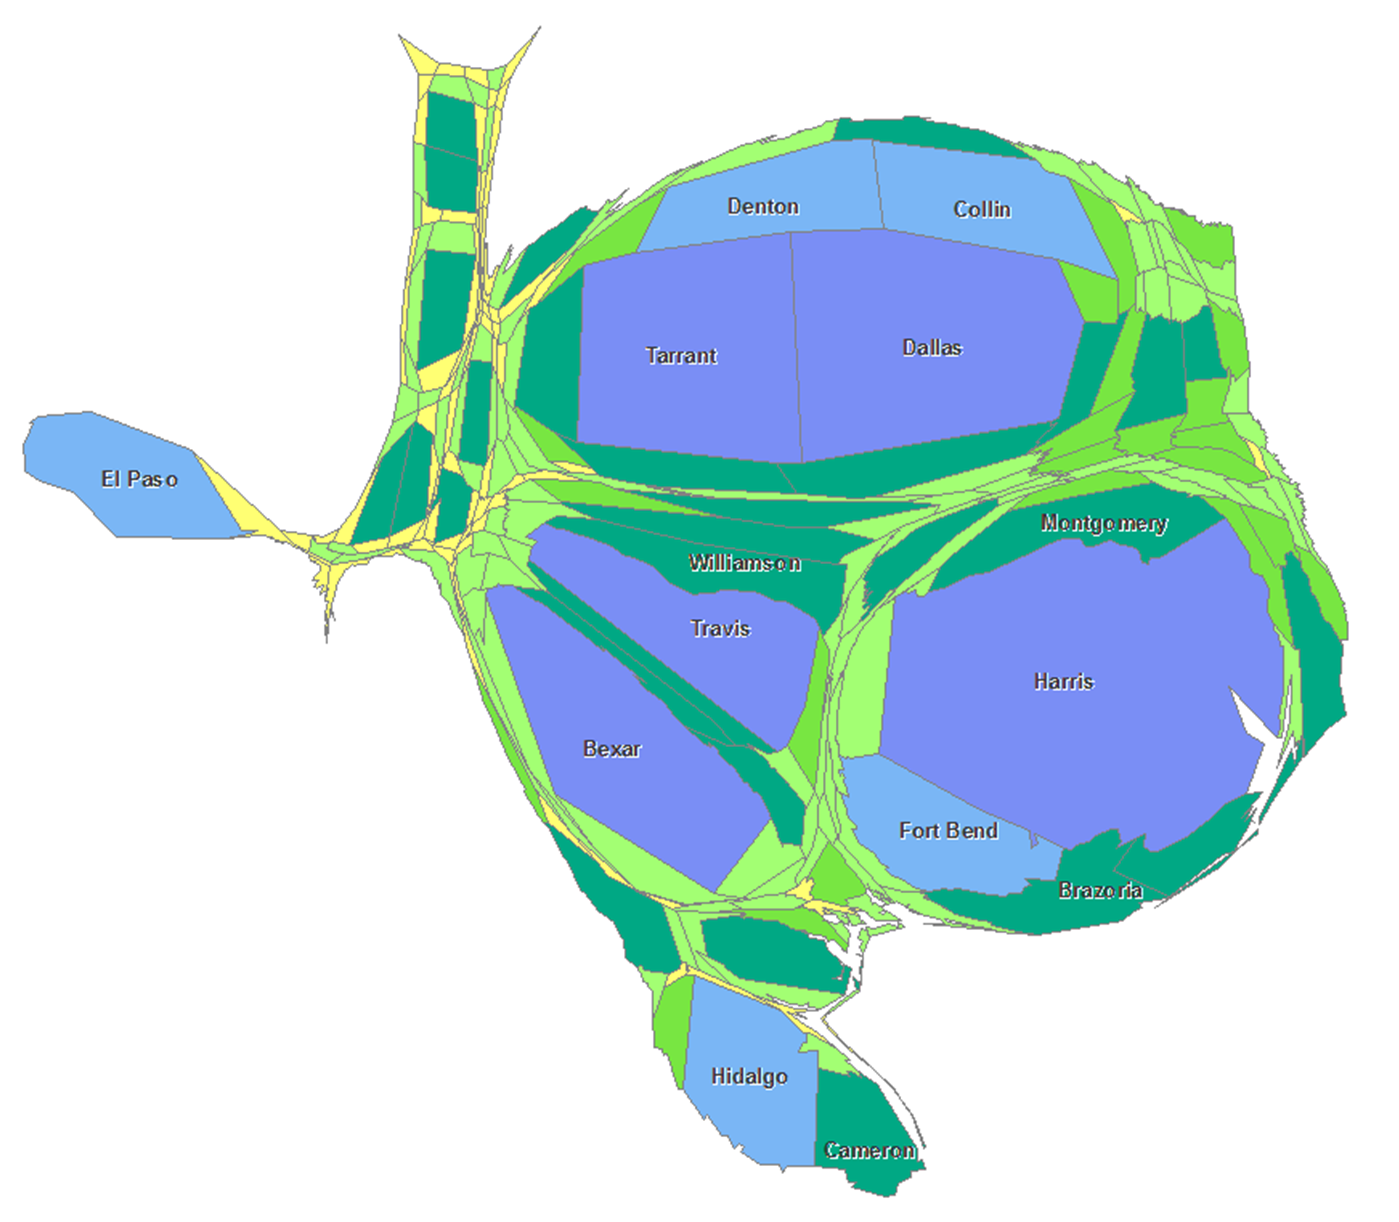 Denton
Collin
Tarrant
Dallas
El Paso
Montgomery
Williamson
Travis
Harris
Bexar
Fort Bend
Brazoria
Hidalgo
Cameron